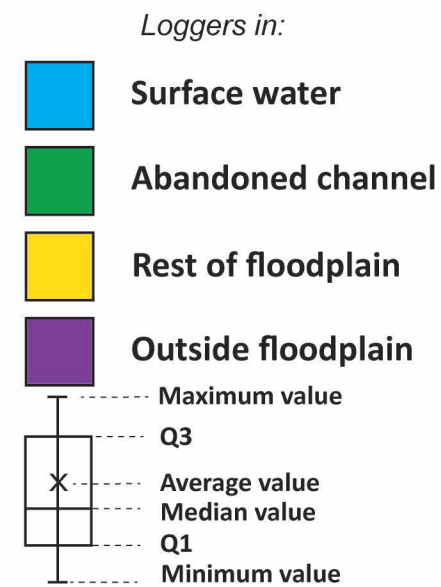 Loggers in:
Surface water
Abandoned channel
Rest of floodplain
Outside floodplain
Maximum value
Q3
Average value
Median value
Q1
Minimum value